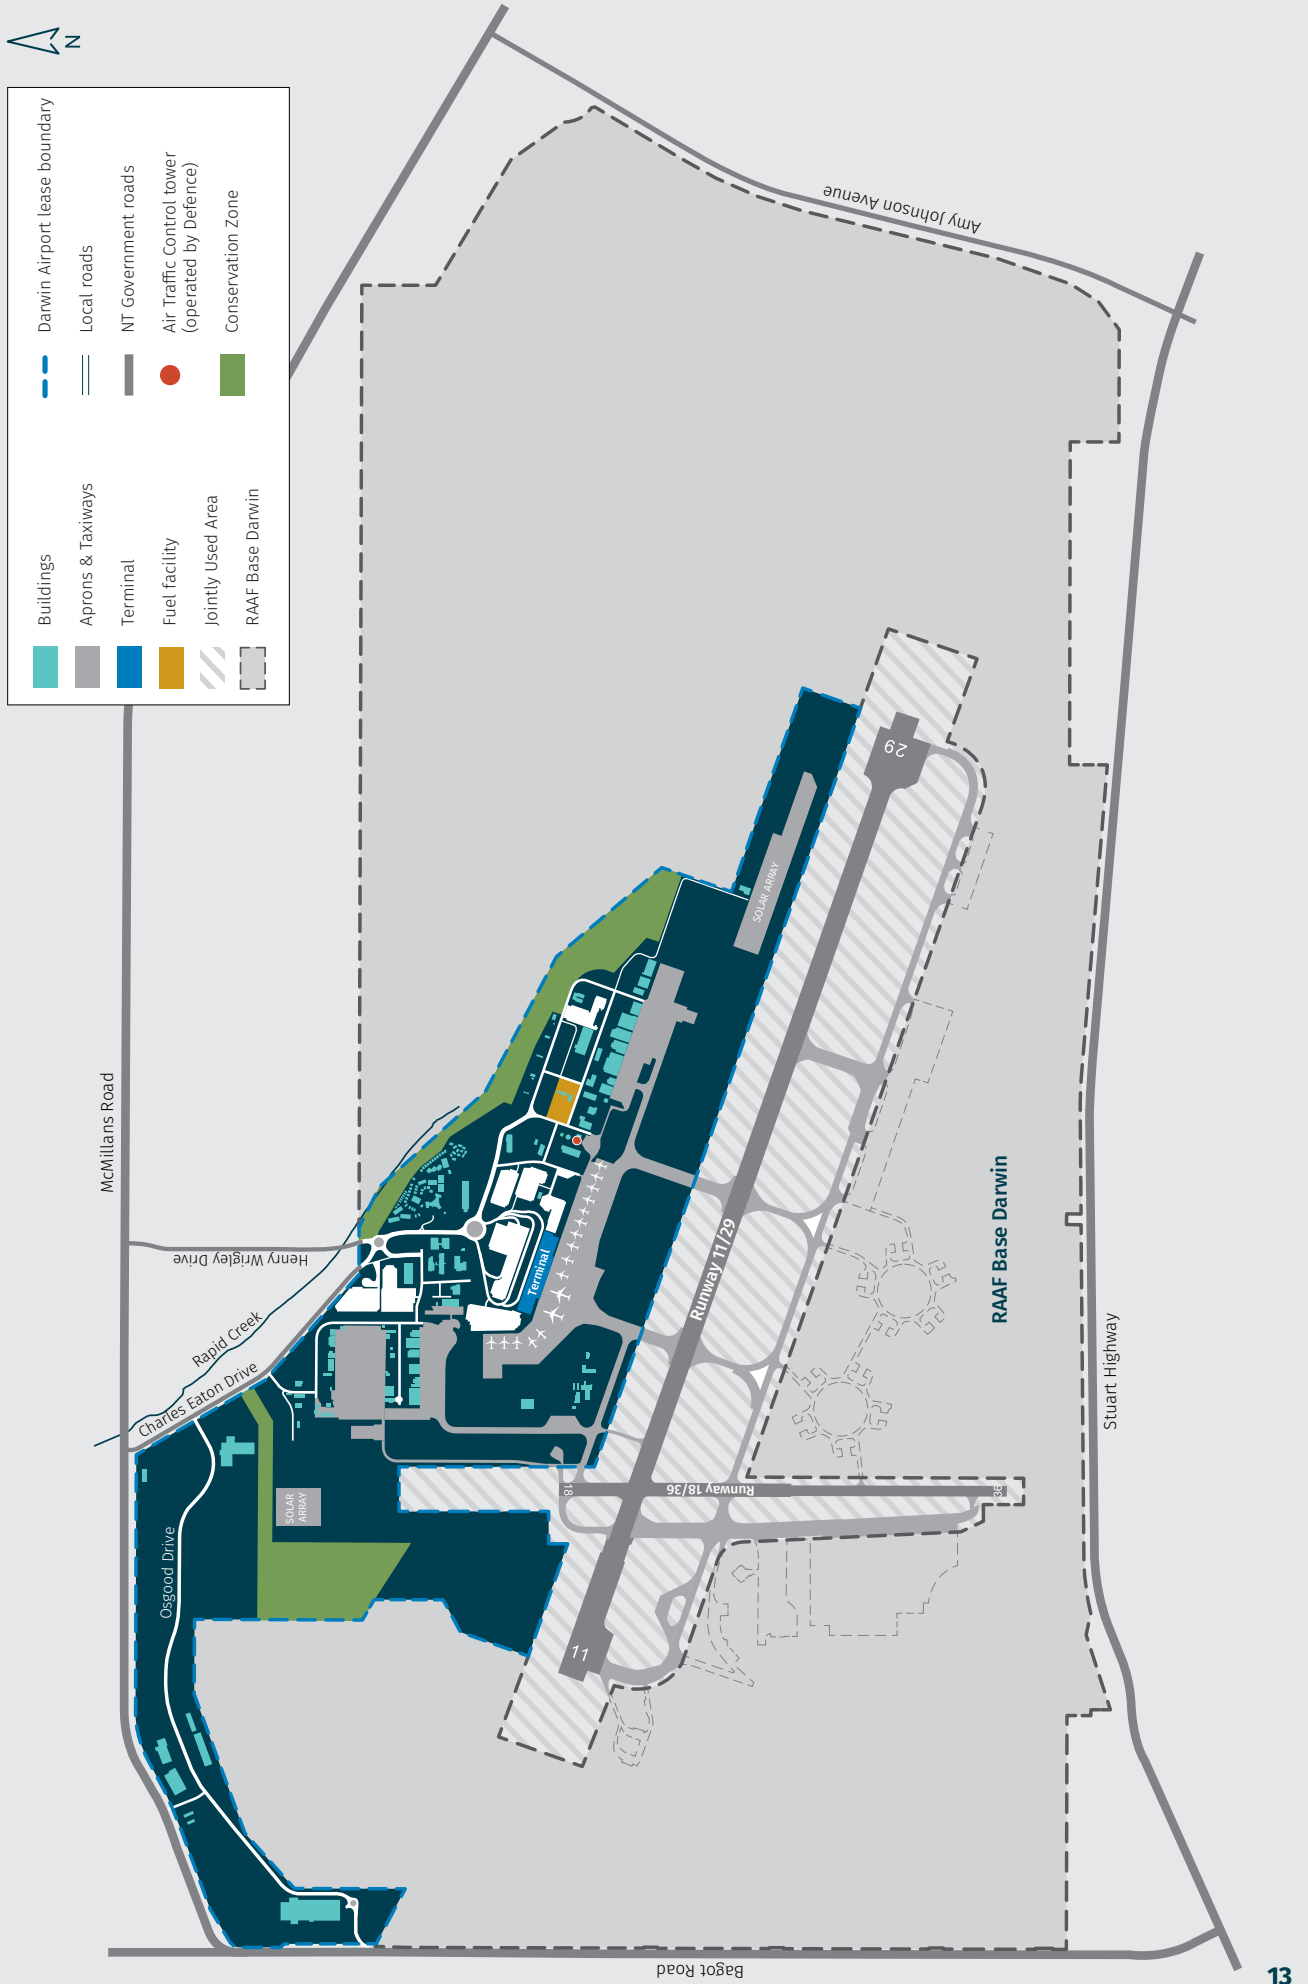 N
Buildings
Aprons & Taxiways
Terminal
Fuel facility
Jointly Used Area
RAAF Base Darwin
Darwin Airport lease boundary
Local roads
NT Government roads
Air Traffic Control tower
(operated by Defence)
Conservation Zone
McMillans Road
Henry Wrigley Drive
Rapid Creek
Charles Eaton Drive
Osgood Drive
SOLAR
ARRAY
Terminal
SOLAR ARRAY
Amy Johnson Avenue
29
Runway 11/29
11
18
Runway 18/36
36
RAAF Base Darwin
Stuart Highway
Bagot Road
13